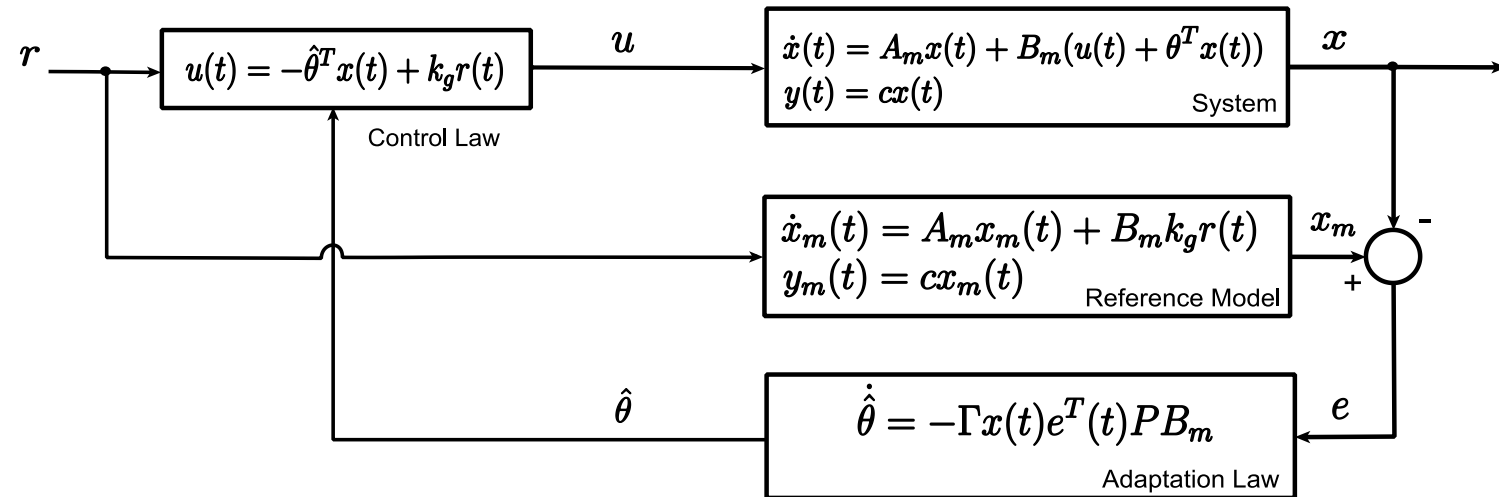 r
u(t) = -θ̂ᵀx(t) + k_g r(t)
Control Law
u
ẋ(t) = A_m x(t) + B_m(u(t) + θᵀx(t))
y(t) = cx(t)
System
x
ẋ_m(t) = A_m x_m(t) + B_m k_g r(t)
y_m(t) = cx_m(t)
Reference Model
x_m
-
+
θ̂
\dot{θ̂} = -Γx(t)eᵀ(t)PB_m
Adaptation Law
e